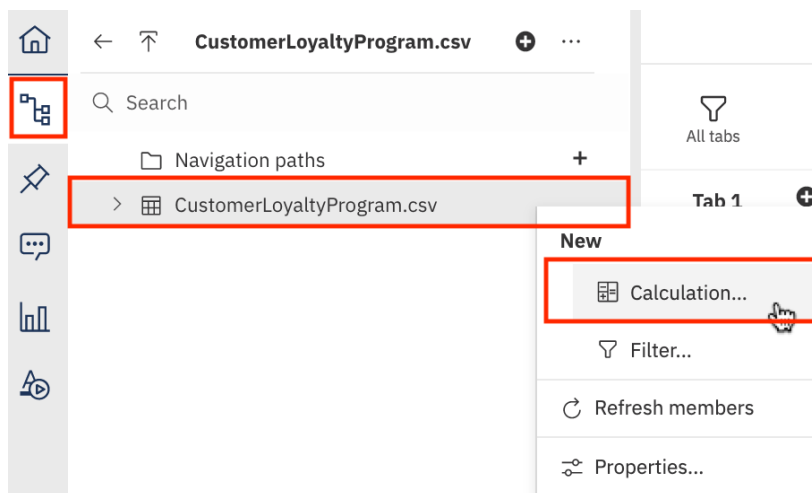 CustomerLoyaltyProgram.csv
Search
All tabs
Navigation paths
CustomerLoyaltyProgram.csv
Tab 1
New
Calculation...
Filter...
Refresh members
Properties...